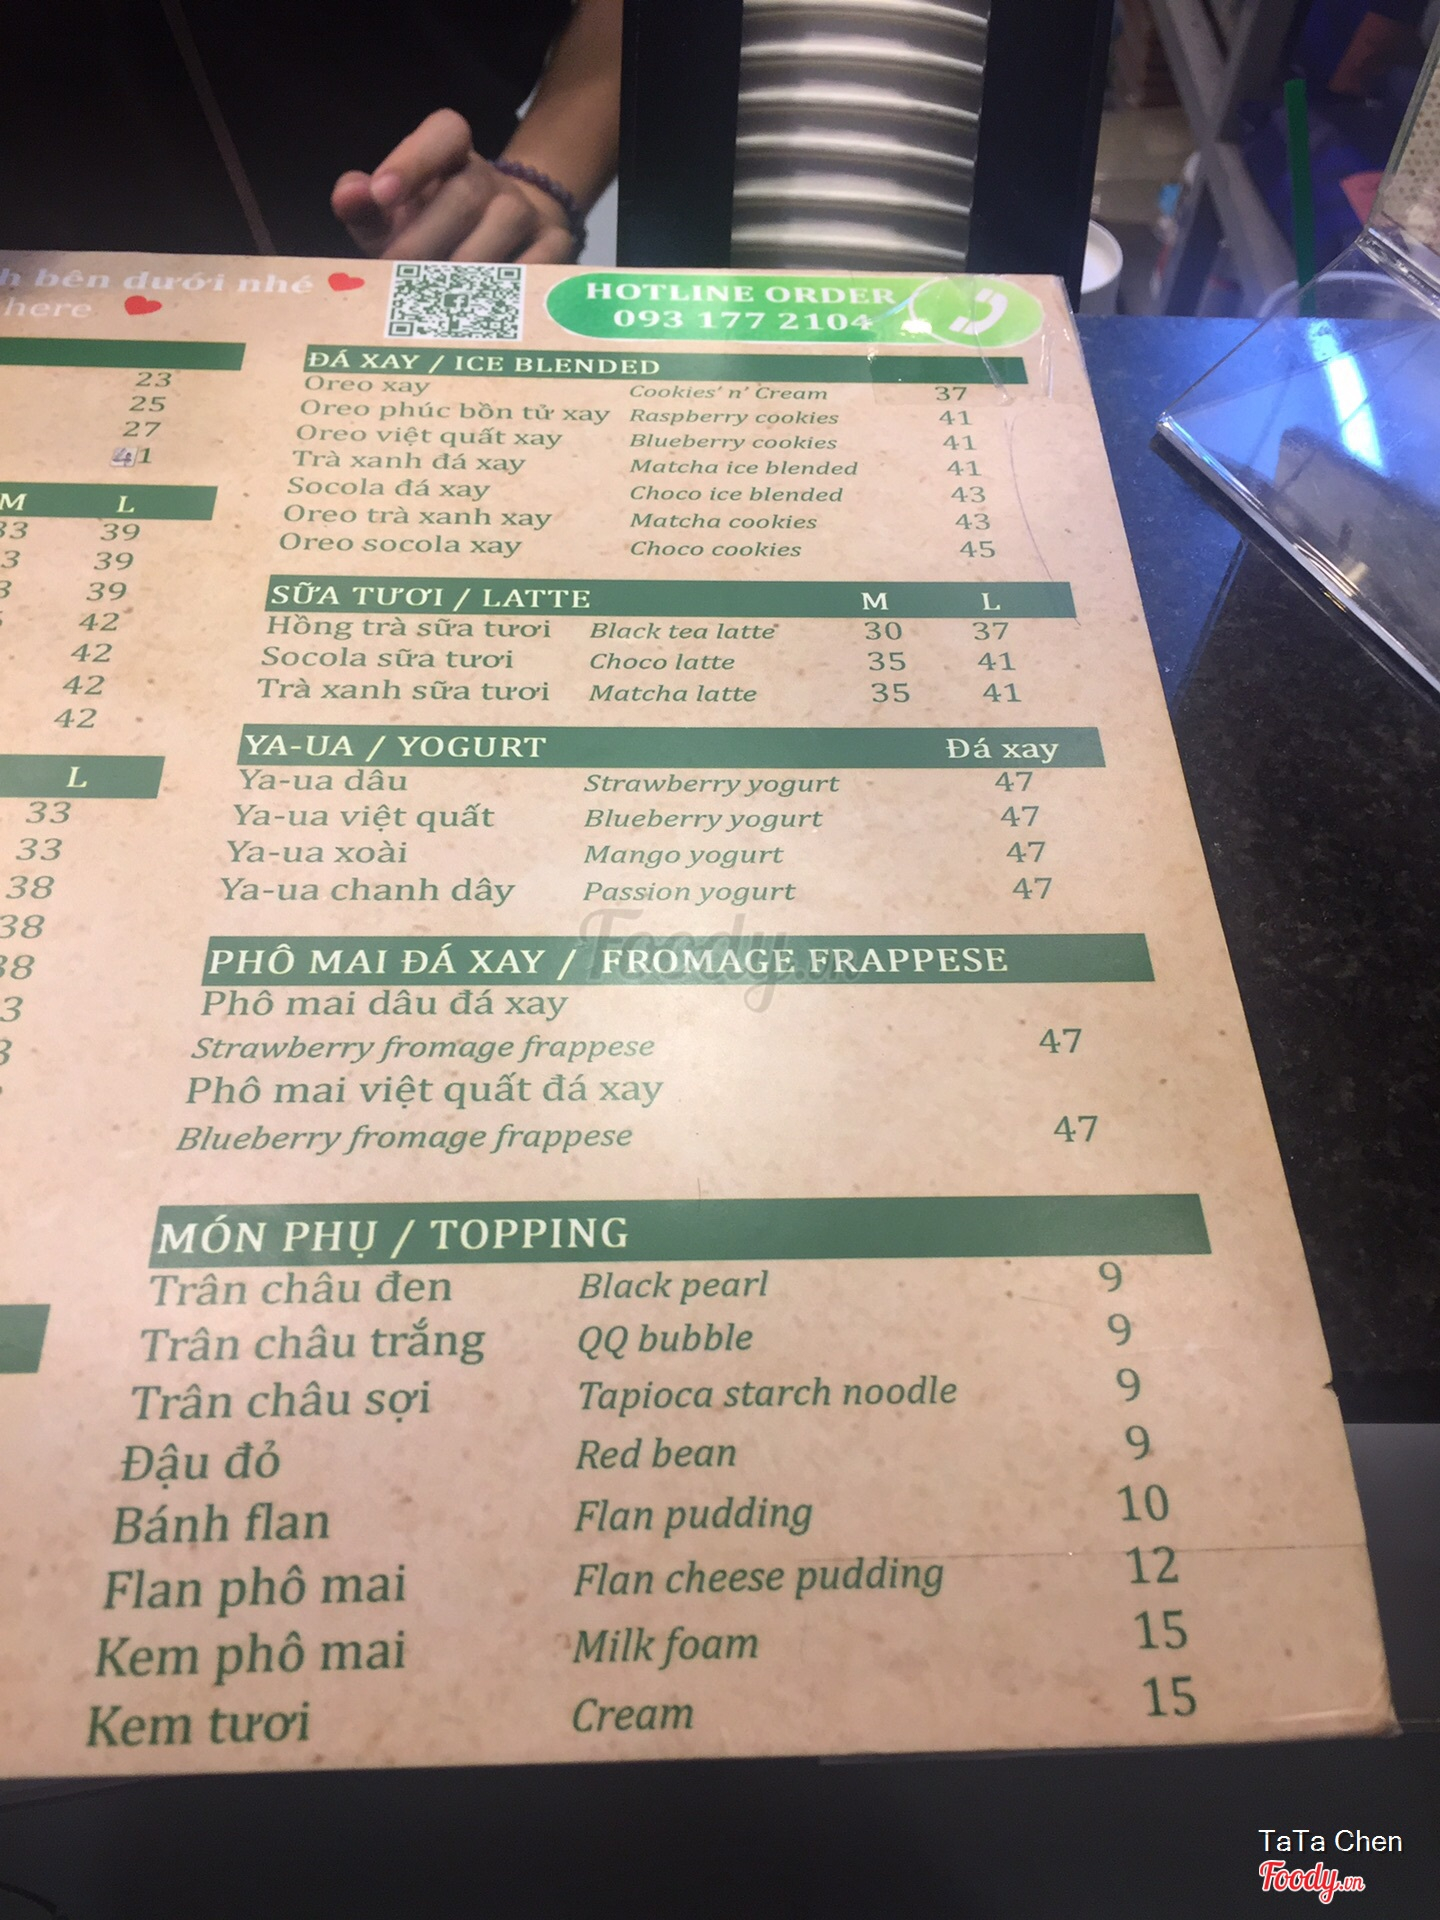 bên dưới nhé
here
HOTLINE ORDER
093 177 2104
23
25
27
41
M L
33 39
39
39
42
42
42
42
L
33
33
38
38
ĐÁ XAY / ICE BLENDED
Oreo xay Cookies' n' Cream 37
Oreo phúc bồn tử xay Raspberry cookies 41
Oreo việt quất xay Blueberry cookies 41
Trà xanh đá xay Matcha ice blended 41
Socola đá xay Choco ice blended 43
Oreo trà xanh xay Matcha cookies 43
Oreo socola xay Choco cookies 45
SỮA TƯƠI / LATTE M L
Hồng trà sữa tươi Black tea latte 30 37
Socola sữa tươi Choco latte 35 41
Trà xanh sữa tươi Matcha latte 35 41
YA-UA / YOGURT Đá xay
Ya-ua dâu Strawberry yogurt 47
Ya-ua việt quất Blueberry yogurt 47
Ya-ua xoài Mango yogurt 47
Ya-ua chanh dây Passion yogurt 47
PHÔ MAI ĐÁ XAY / FROMAGE FRAPPESE
Phô mai dâu đá xay
Strawberry fromage frappese 47
Phô mai việt quất đá xay
Blueberry fromage frappese 47
MÓN PHỤ / TOPPING
Trân châu đen Black pearl 9
Trân châu trắng QQ bubble 9
Trân châu sợi Tapioca starch noodle 9
Đậu đỏ Red bean 9
Bánh flan Flan pudding 10
Flan phô mai Flan cheese pudding 12
Kem phô mai Milk foam 15
Kem tươi Cream 15
Foody.vn
TaTa Chen
Foody.vn